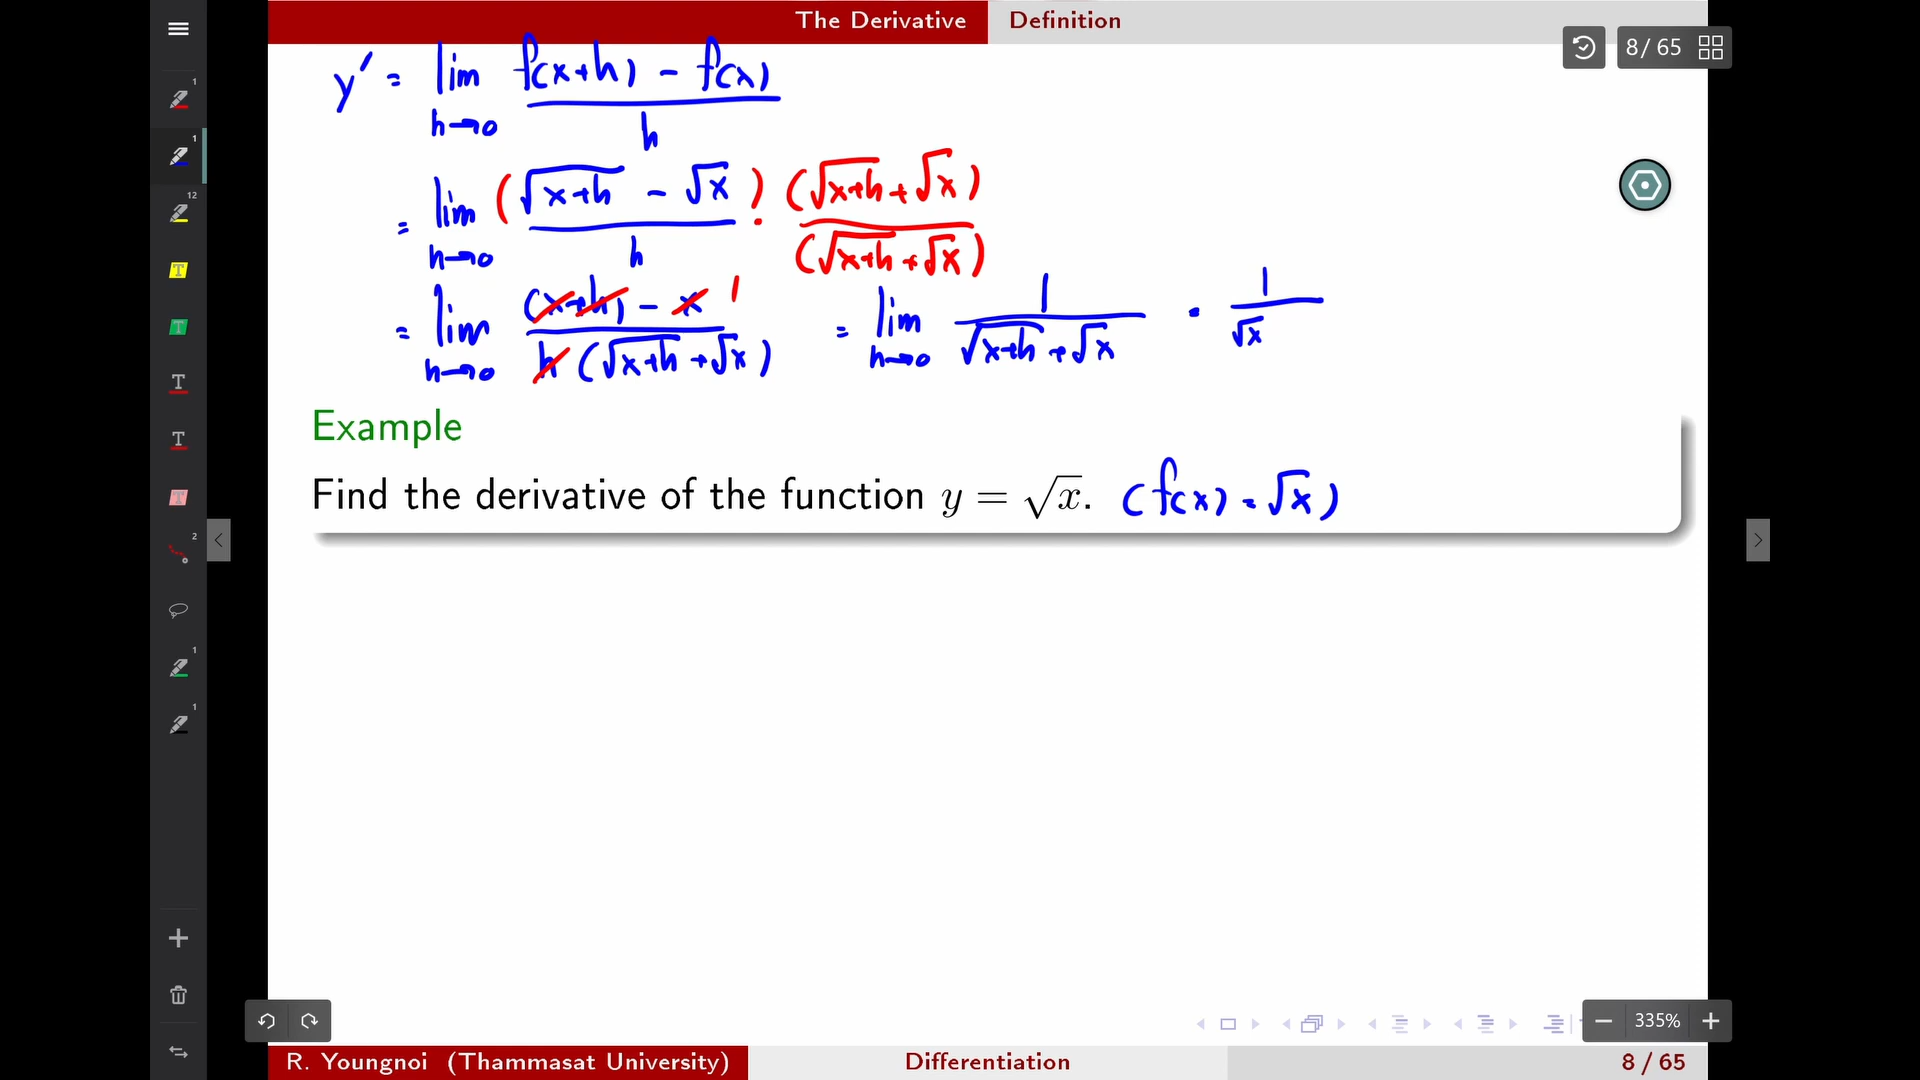 The Derivative Definition
8 / 65
y' = lim h→0 f(x+h) - f(x) / h
= lim h→0 (√x+h - √x) / h · (√x+h + √x) / (√x+h + √x)
= lim h→0 (x+h) - x 1 / h (√x+h + √x) = lim h→0 1 / √x+h + √x = 1 / √x
Example
Find the derivative of the function y = √x. (f(x) = √x)
335%
R. Youngnoi (Thammasat University) Differentiation 8 / 65